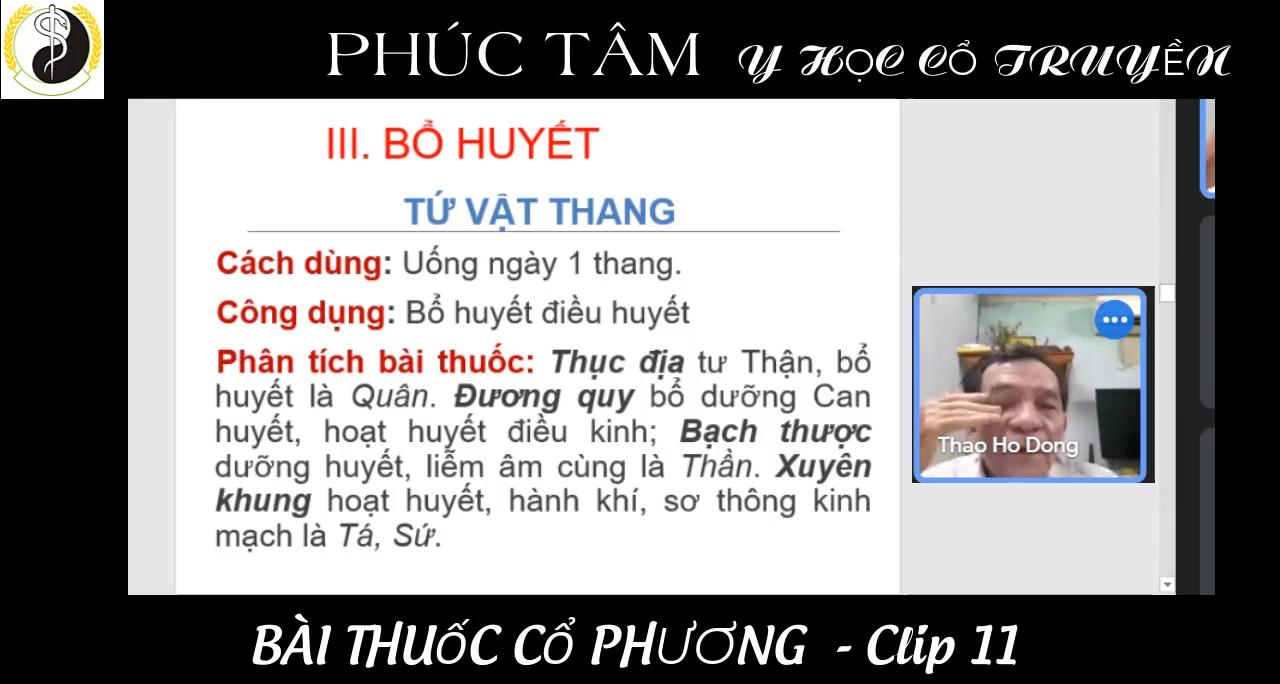 PHÚC TÂM Y HỌC CỔ TRUYỀN
III. BỔ HUYẾT
TỨ VẬT THANG
Cách dùng: Uống ngày 1 thang.
Công dụng: Bổ huyết điều huyết
Phân tích bài thuốc: Thục địa tư Thận, bổ
huyết là Quân. Đương quy bổ dưỡng Can
huyết, hoạt huyết điều kinh; Bạch thược
dưỡng huyết, liễm âm cùng là Thần. Xuyên
khung hoạt huyết, hành khí, sơ thông kinh
mạch là Tá, Sứ.
Thao Ho Dong
BÀI THUỐC CỔ PHƯƠNG - Clip 11